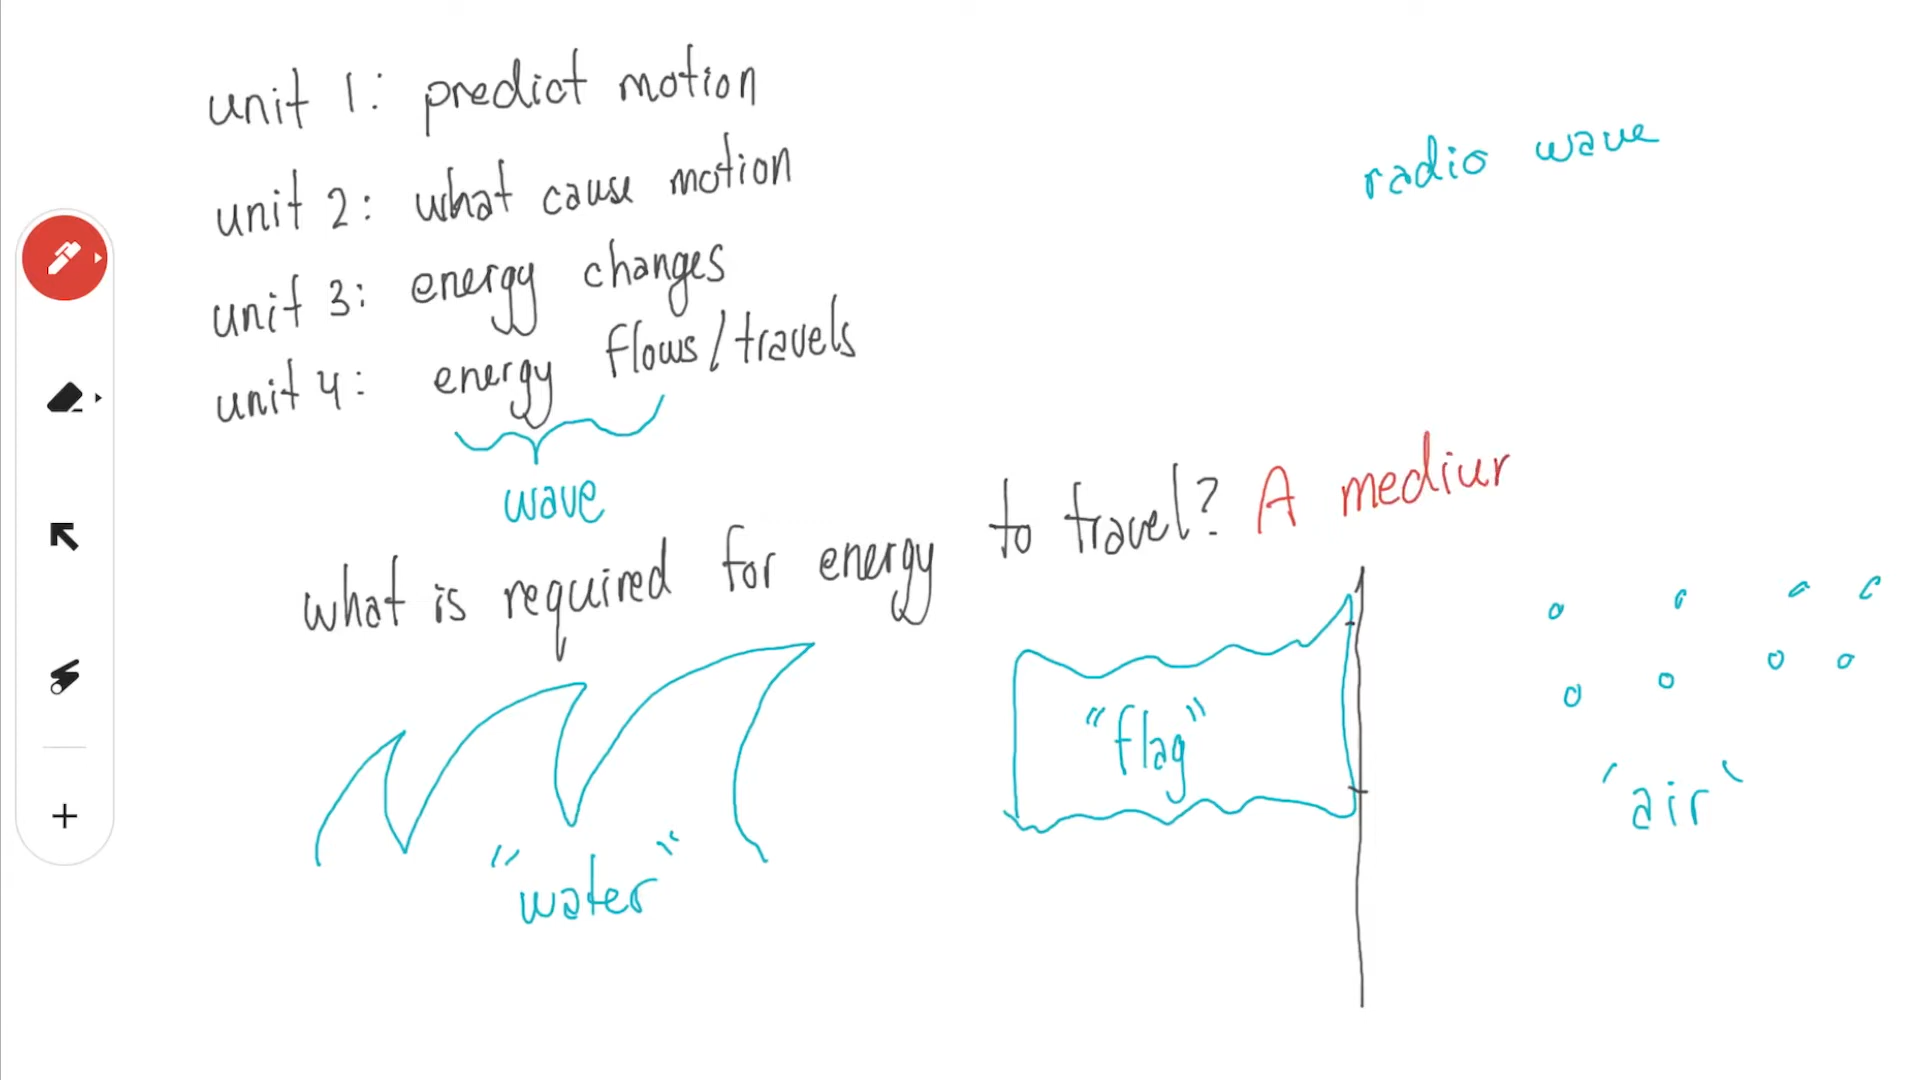 unit 1: predict motion
radio wave
unit 2: what cause motion
unit 3: energy changes
unit 4: energy flows/travels
wave
what is required for energy to travel? A mediur
"flag"
'air'
"water"